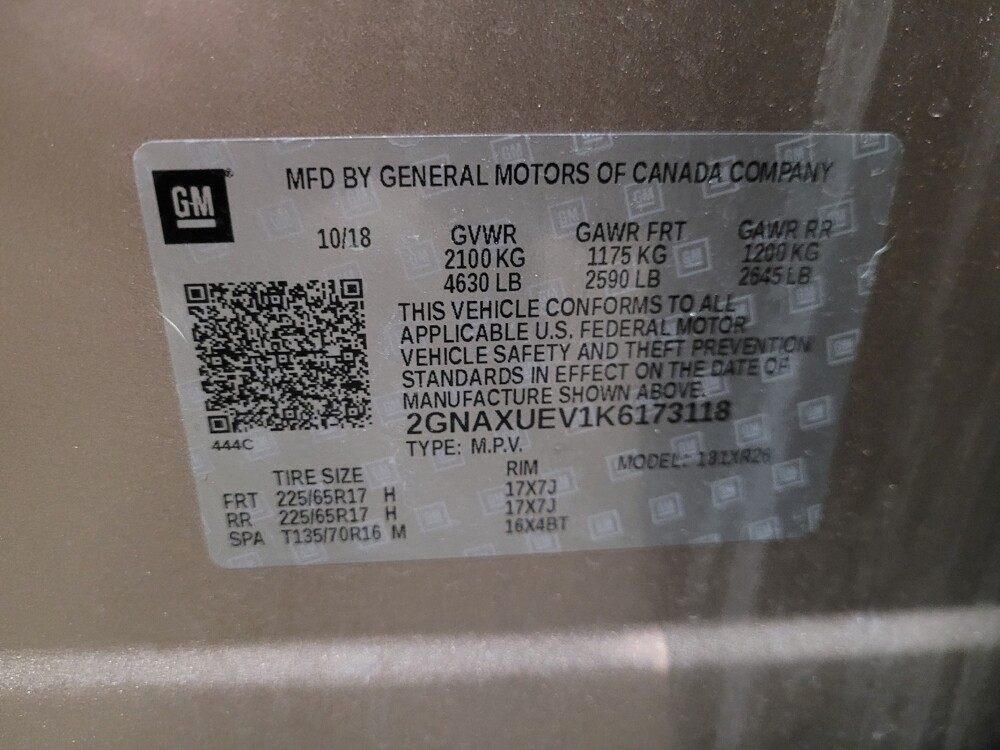 GM
MFD BY GENERAL MOTORS OF CANADA COMPANY
10/18
GVWR GAWR FRT GAWR RR
2100 KG 1175 KG 1200 KG
4630 LB 2590 LB 2645 LB
THIS VEHICLE CONFORMS TO ALL
APPLICABLE U.S. FEDERAL MOTOR
VEHICLE SAFETY AND THEFT PREVENTION
STANDARDS IN EFFECT ON THE DATE OF
MANUFACTURE SHOWN ABOVE.
2GNAXUEV1K6173118
444C
TYPE: M.P.V. MODEL: 1S1XR26
TIRE SIZE RIM
FRT 225/65R17 H 17X7J
RR 225/65R17 H 17X7J
SPA T135/70R16 M 16X4BT